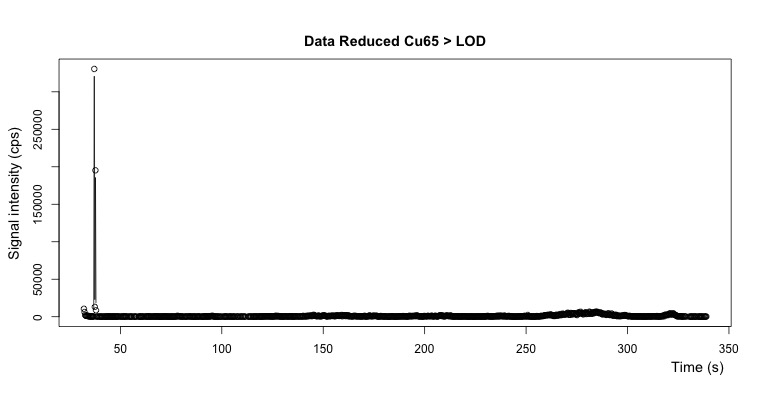 Data Reduced Cu65 > LOD
Signal intensity (cps)
250000
150000
50000
0
50 100 150 200 250 300 350
Time (s)